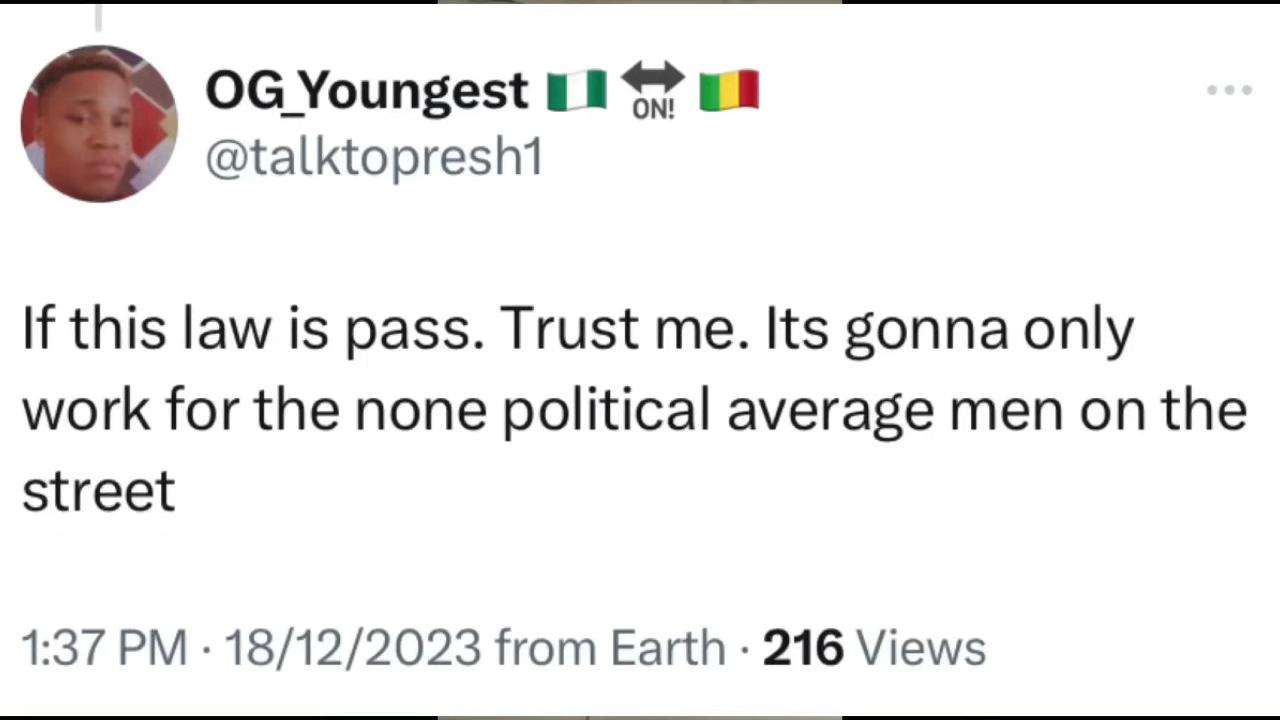 OG_Youngest 🇳🇬 ON! 🇲🇱
@talktopresh1
If this law is pass. Trust me. Its gonna only
work for the none political average men on the
street
1:37 PM · 18/12/2023 from Earth · 216 Views